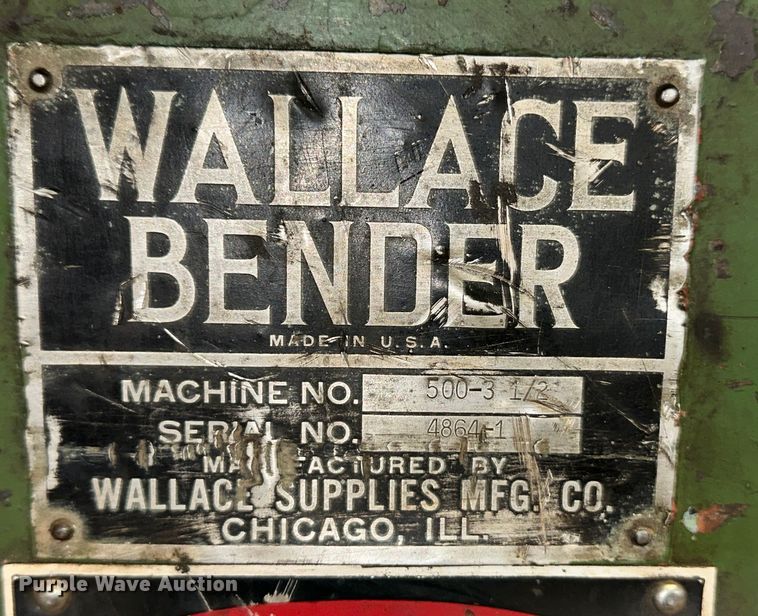 WALLACE
BENDER
MADE IN U.S.A.
MACHINE NO. 500-3 1/2
SERIAL NO. 4864-1
MANUFACTURED BY
WALLACE SUPPLIES MFG. CO.
CHICAGO, ILL.
Purple Wave Auction